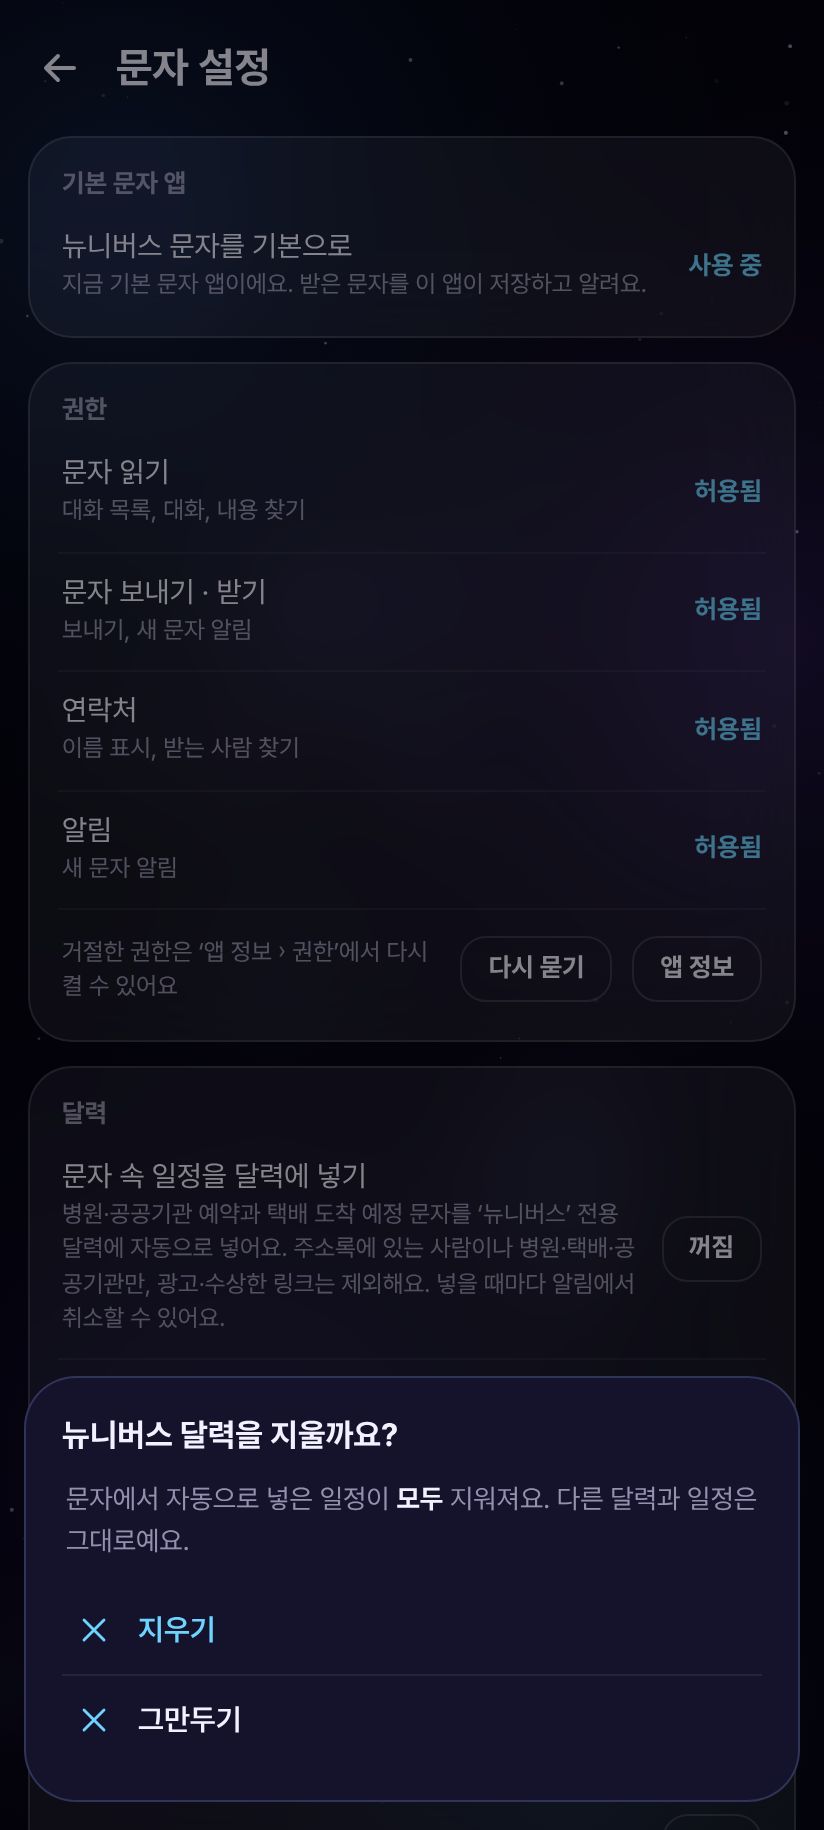 문자 설정
기본 문자 앱
뉴니버스 문자를 기본으로
지금 기본 문자 앱이에요. 받은 문자를 이 앱이 저장하고 알려요.
사용 중
권한
문자 읽기
대화 목록, 대화, 내용 찾기
허용됨
문자 보내기 · 받기
보내기, 새 문자 알림
허용됨
연락처
이름 표시, 받는 사람 찾기
허용됨
알림
새 문자 알림
허용됨
거절한 권한은 ‘앱 정보 › 권한’에서 다시
켤 수 있어요
다시 묻기
앱 정보
달력
문자 속 일정을 달력에 넣기
병원·공공기관 예약과 택배 도착 예정 문자를 ‘뉴니버스’ 전용
달력에 자동으로 넣어요. 주소록에 있는 사람이나 병원·택배·공
공기관만, 광고·수상한 링크는 제외해요. 넣을 때마다 알림에서
취소할 수 있어요.
꺼짐
뉴니버스 달력을 지울까요?
문자에서 자동으로 넣은 일정이 모두 지워져요. 다른 달력과 일정은
그대로예요.
지우기
그만두기